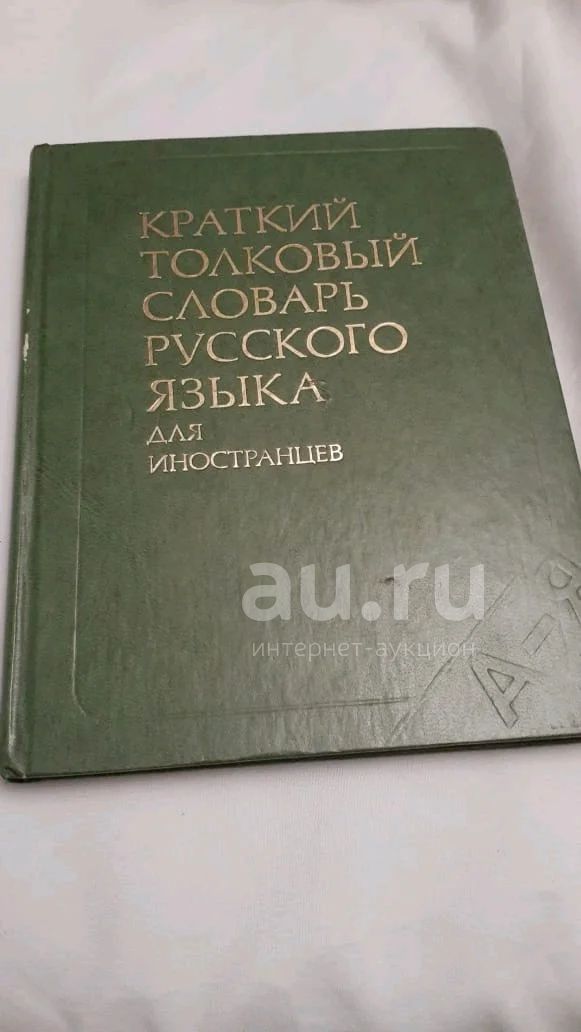 КРАТКИЙ
ТОЛКОВЫЙ
СЛОВАРЬ
РУССКОГО
ЯЗЫКА
ДЛЯ
ИНОСТРАНЦЕВ
au.ru
интернет-аукцион
А-Я